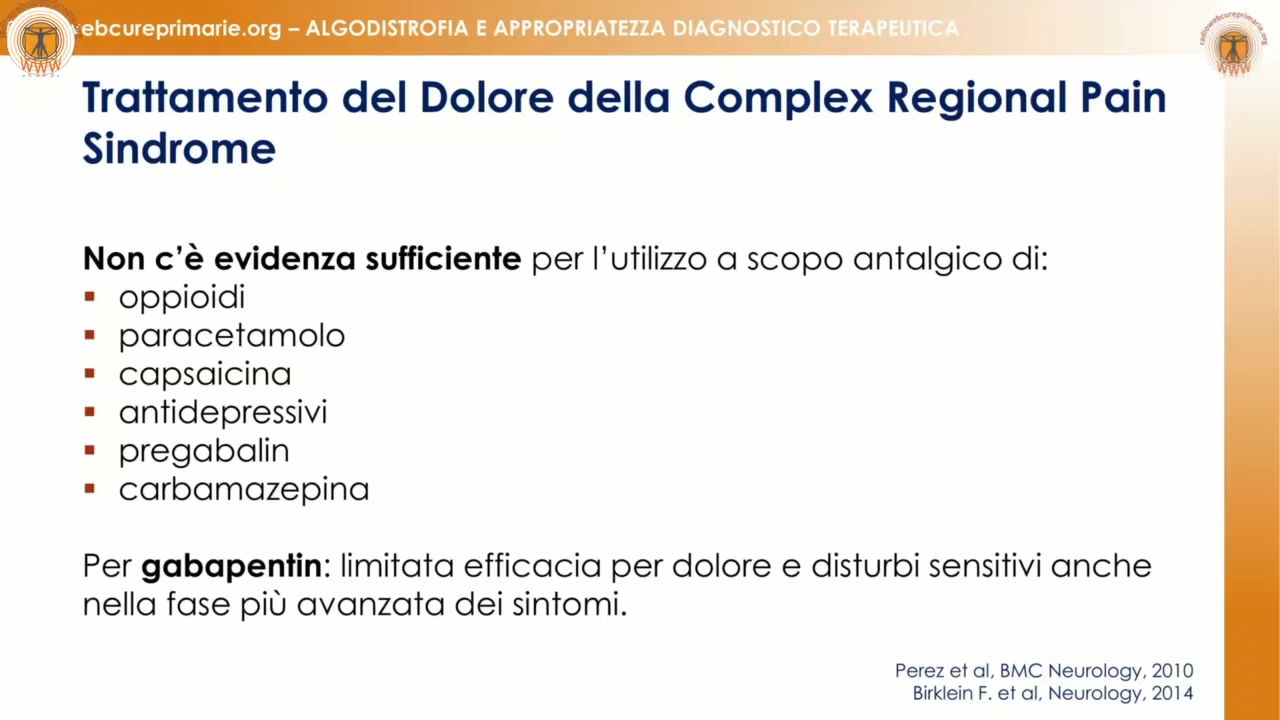 ebcureprimarie.org – ALGODISTROFIA E APPROPRIATEZZA DIAGNOSTICO TERAPEUTICA
WWW
WWW
Trattamento del Dolore della Complex Regional Pain
Sindrome
Non c'è evidenza sufficiente per l'utilizzo a scopo antalgico di:
▪ oppioidi
▪ paracetamolo
▪ capsaicina
▪ antidepressivi
▪ pregabalin
▪ carbamazepina
Per gabapentin: limitata efficacia per dolore e disturbi sensitivi anche
nella fase più avanzata dei sintomi.
Perez et al, BMC Neurology, 2010
Birklein F. et al, Neurology, 2014